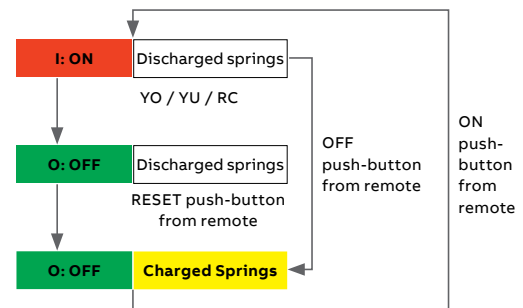 I: ON
Discharged springs
YO / YU / RC
O: OFF
Discharged springs
RESET push-button
from remote
O: OFF
Charged Springs
OFF
push-button
from remote
ON
push-
button
from
remote